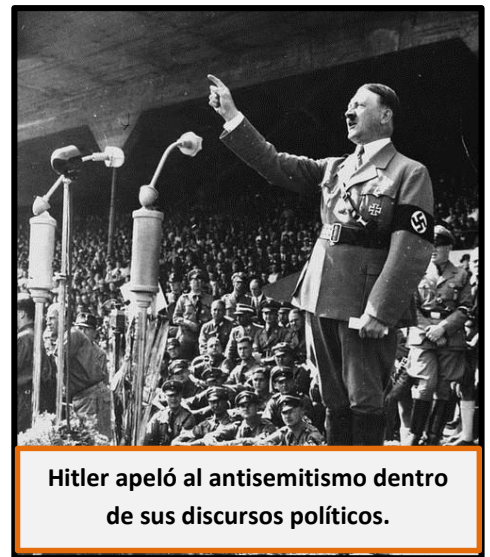 Hitler apeló al antisemitismo dentro
de sus discursos políticos.